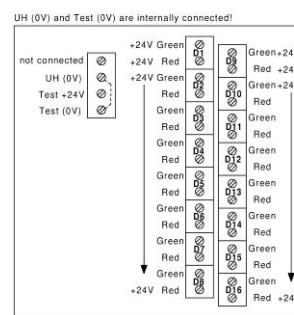 UH (0V) and Test (0V) are internally connected!
not connected
UH (0V)
Test +24V
Test (0V)
+24V Green
+24V Red
D1
+24V Green
Red
D2
Green
Red
D3
Green
Red
D4
Green
Red
D5
Green
Red
D6
Green
Red
D7
Green
+24V Red
D8
Green +24
Red +24
D9
Green +24
Red
D10
Green
Red
D11
Green
Red
D12
Green
Red
D13
Green
Red
D14
Green
Red
D15
Green
Red +24
D16